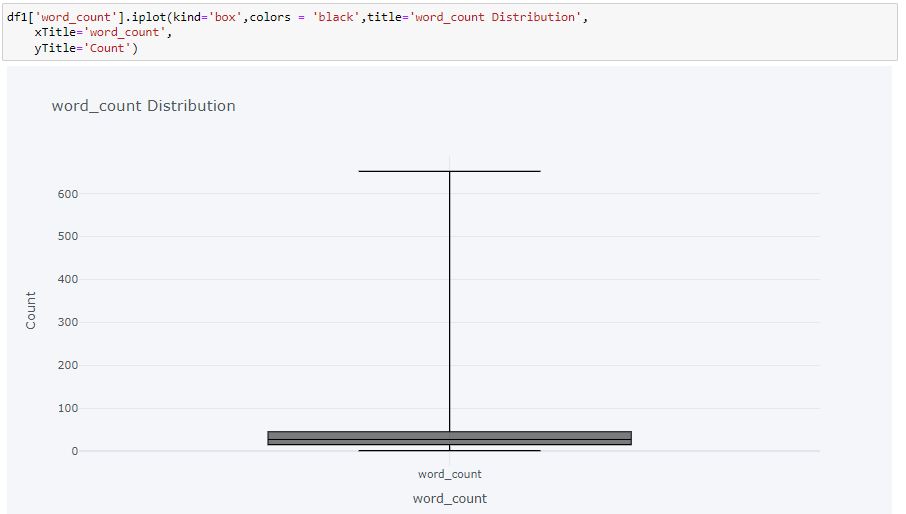 df1['word_count'].iplot(kind='box',colors = 'black',title='word_count Distribution',
xTitle='word_count',
yTitle='Count')
word_count Distribution
600
500
400
300
200
100
0
Count
word_count
word_count